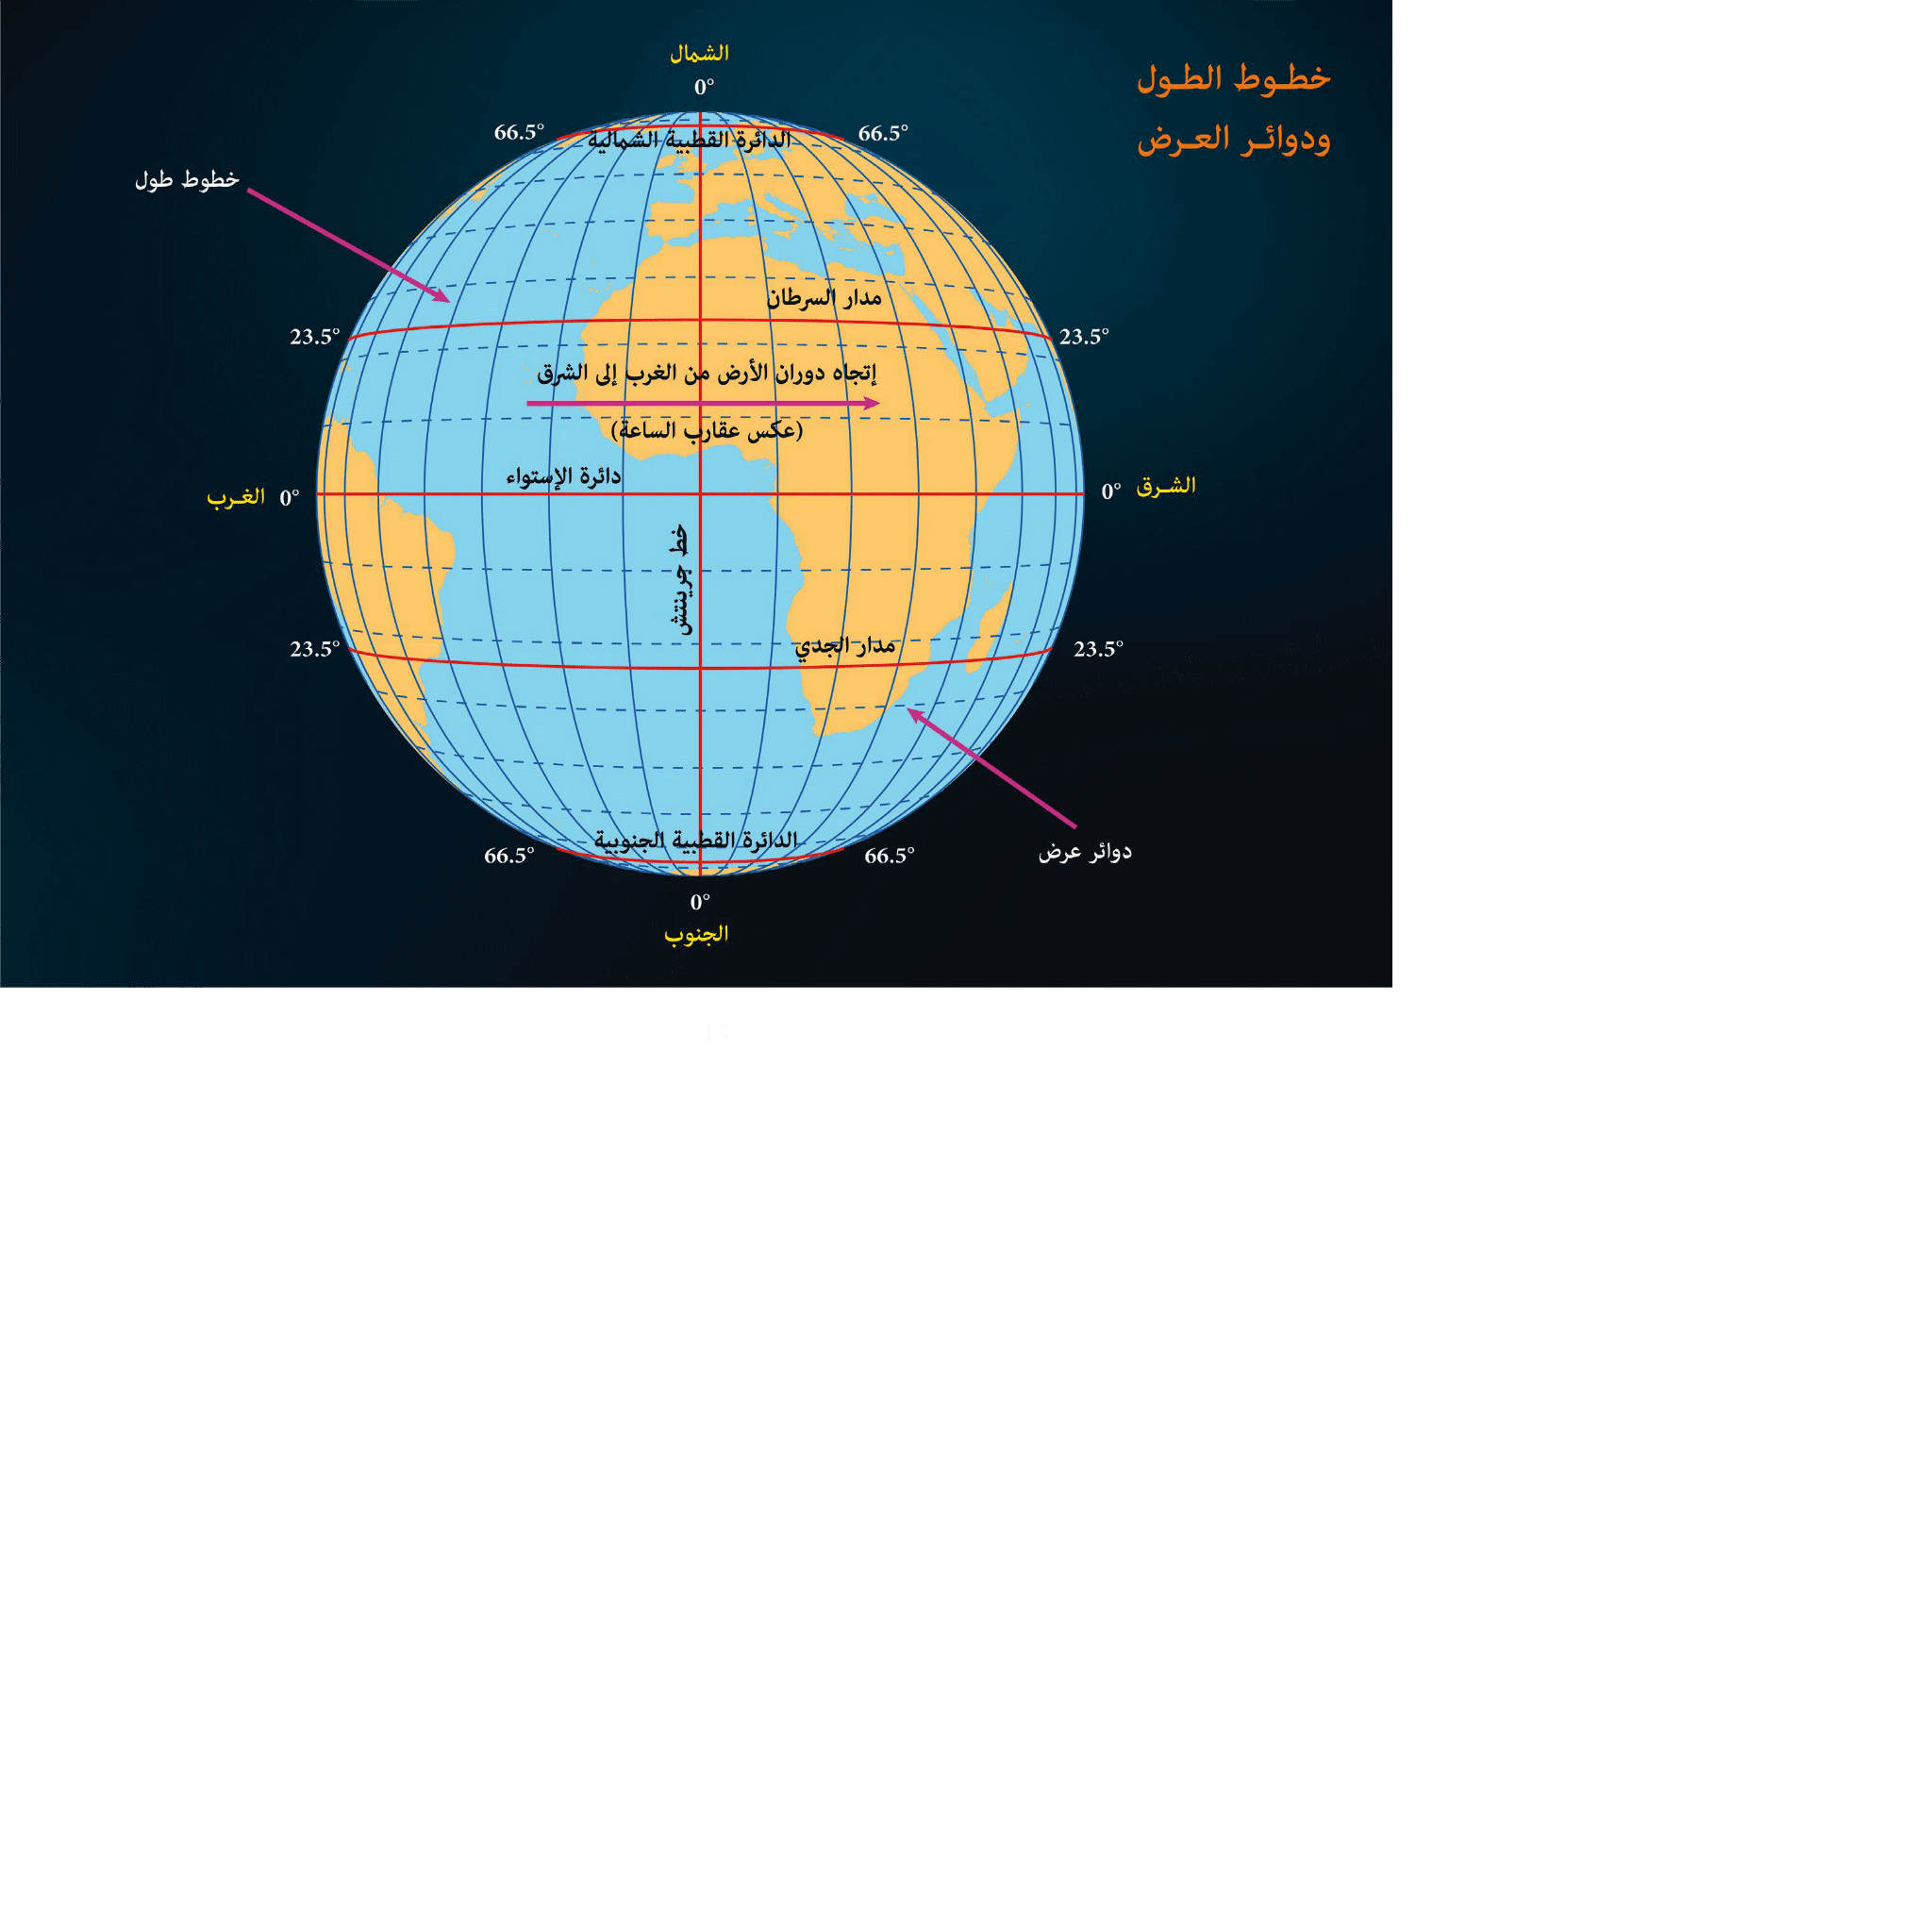 خطـوط الطـول
ودوائـر العـرض
الشمال
0°
66.5°
66.5°
الدائرة القطبية الشمالية
خطوط طول
مدار السرطان
23.5°
23.5°
إتجاه دوران الأرض من الغرب إلى الشرق
(عكس عقارب الساعة)
دائرة الإستواء
الشـرق
0°
0°
الغـرب
خط جرينتش
مدار الجدي
23.5°
23.5°
الدائرة القطبية الجنوبية
66.5°
66.5°
دوائر عرض
0°
الجنوب